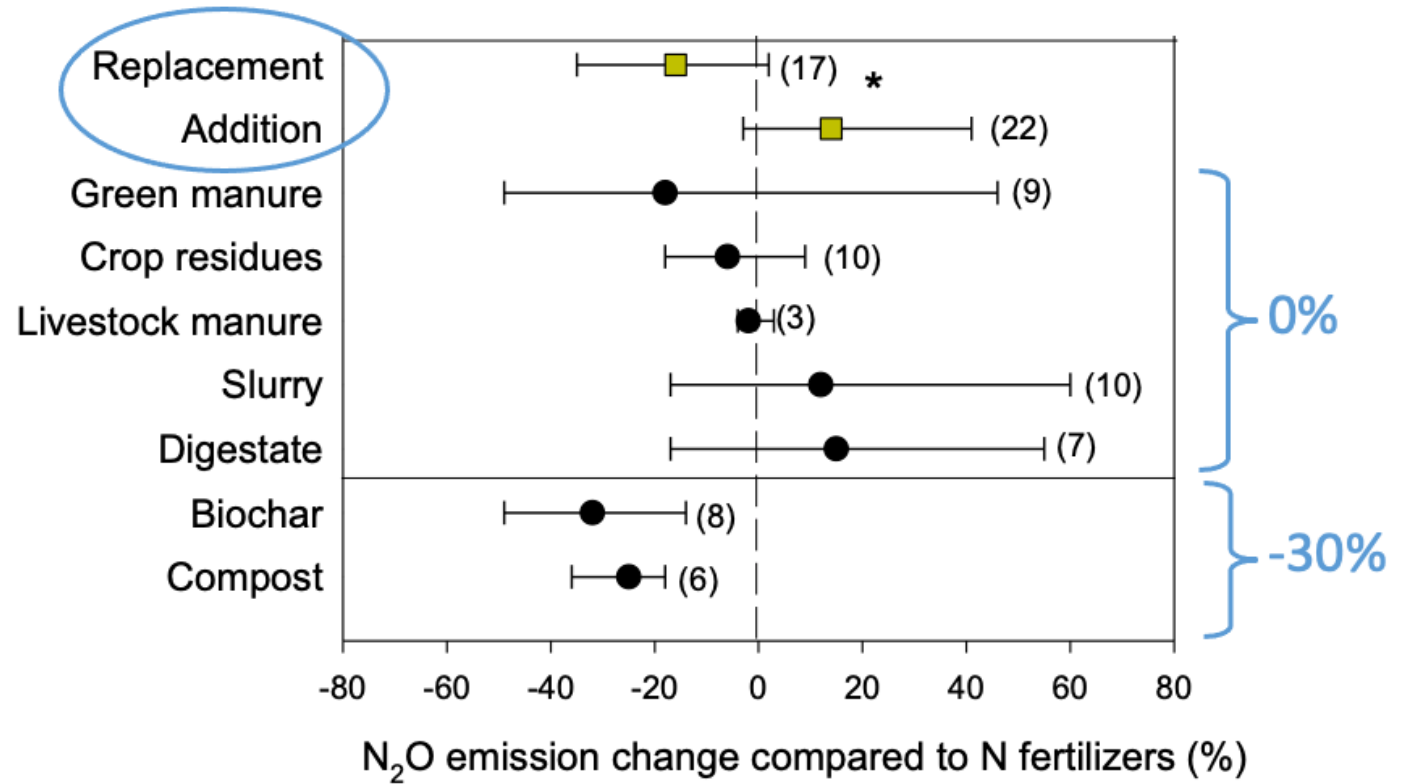 Replacement (17) *
Addition (22)
Green manure (9)
Crop residues (10)
Livestock manure (3)
0%
Slurry (10)
Digestate (7)
Biochar (8)
-30%
Compost (6)
-80 -60 -40 -20 0 20 40 60 80
N₂O emission change compared to N fertilizers (%)